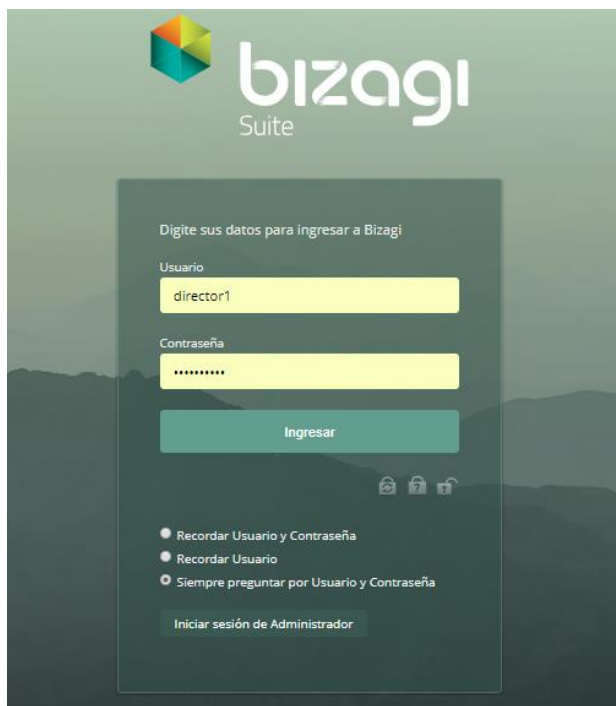 bizagi
Suite
Digite sus datos para ingresar a Bizagi
Usuario
director1
Contraseña
••••••••••
Ingresar
Recordar Usuario y Contraseña
Recordar Usuario
Siempre preguntar por Usuario y Contraseña
Iniciar sesión de Administrador